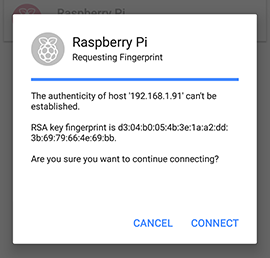 Raspberry Pi
Raspberry Pi
Requesting Fingerprint
The authenticity of host '192.168.1.91' can't be
established.
RSA key fingerprint is d3:04:b0:05:4b:3e:1a:a2:dd:
3b:69:79:66:4e:69:bb.
Are you sure you want to continue connecting?
CANCEL
CONNECT